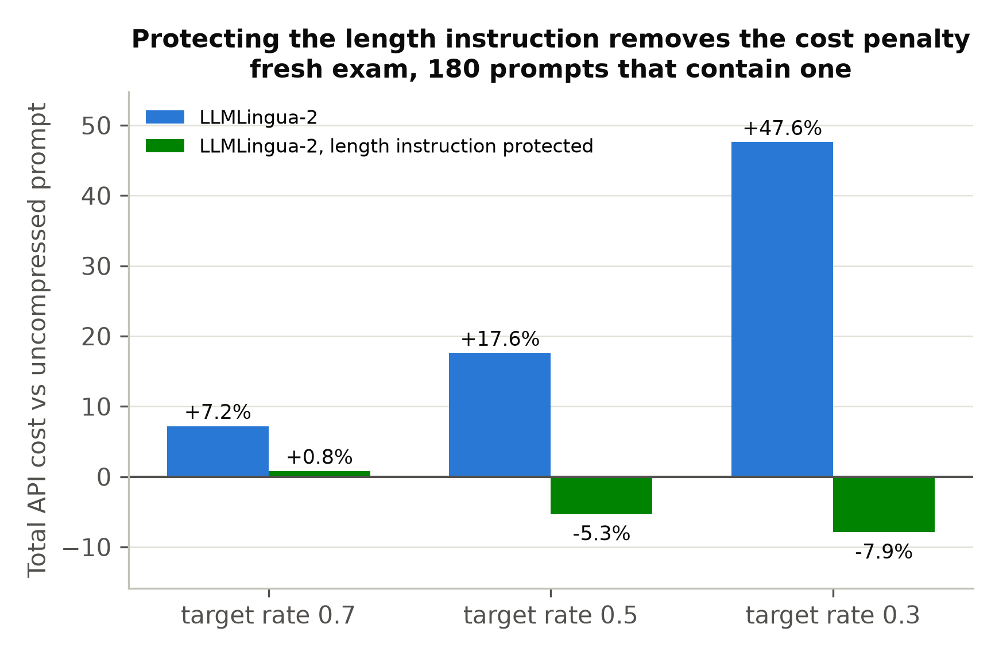 Protecting the length instruction removes the cost penalty
fresh exam, 180 prompts that contain one
Total API cost vs uncompressed prompt
LLMLingua-2
LLMLingua-2, length instruction protected
50
40
30
20
10
0
−10
+7.2%
+0.8%
+17.6%
-5.3%
+47.6%
-7.9%
target rate 0.7
target rate 0.5
target rate 0.3